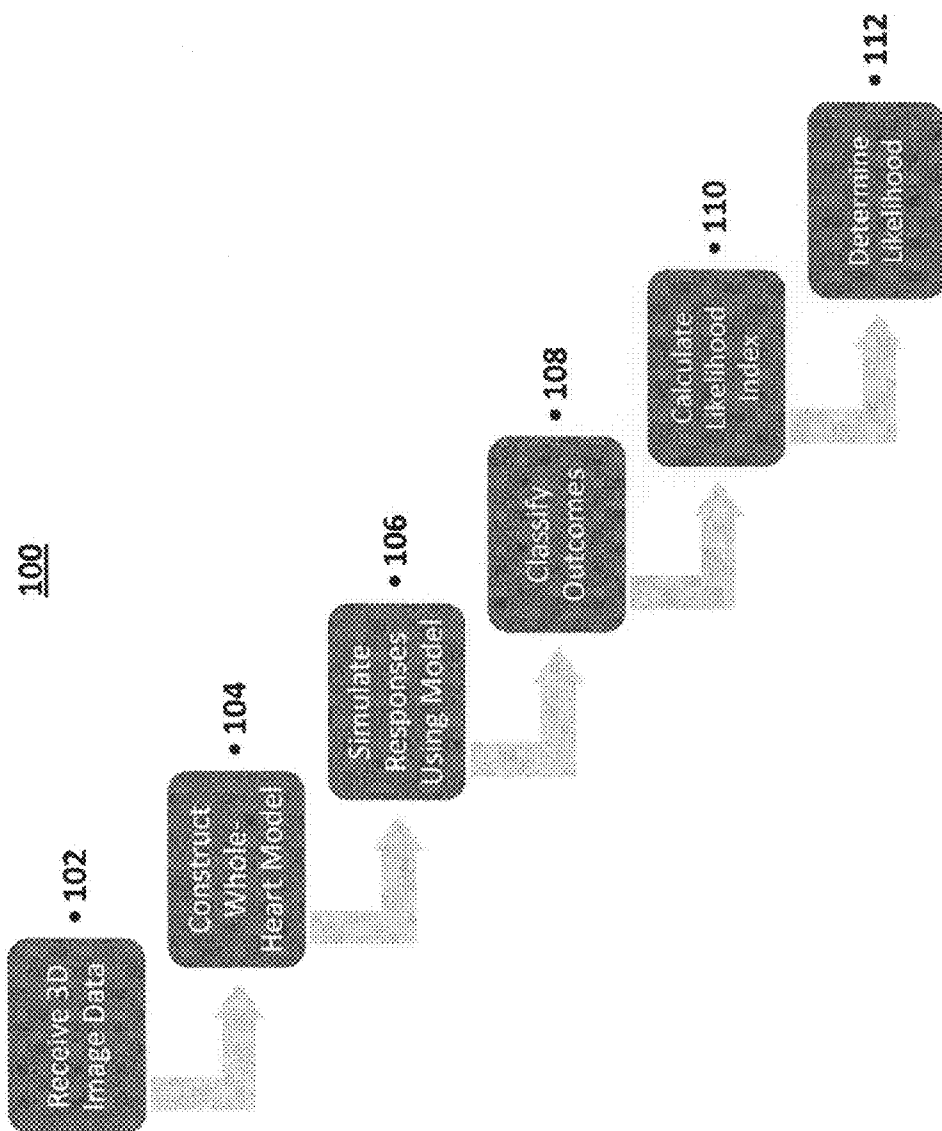 100
Receive 3D
Image Data
• 102
Construct
Whole-
Heart Model
• 104
Simulate
Responses
Using Model
• 106
Classify
Outcomes
• 108
Calculate
Likelihood
Index
• 110
Determine
Likelihood
• 112